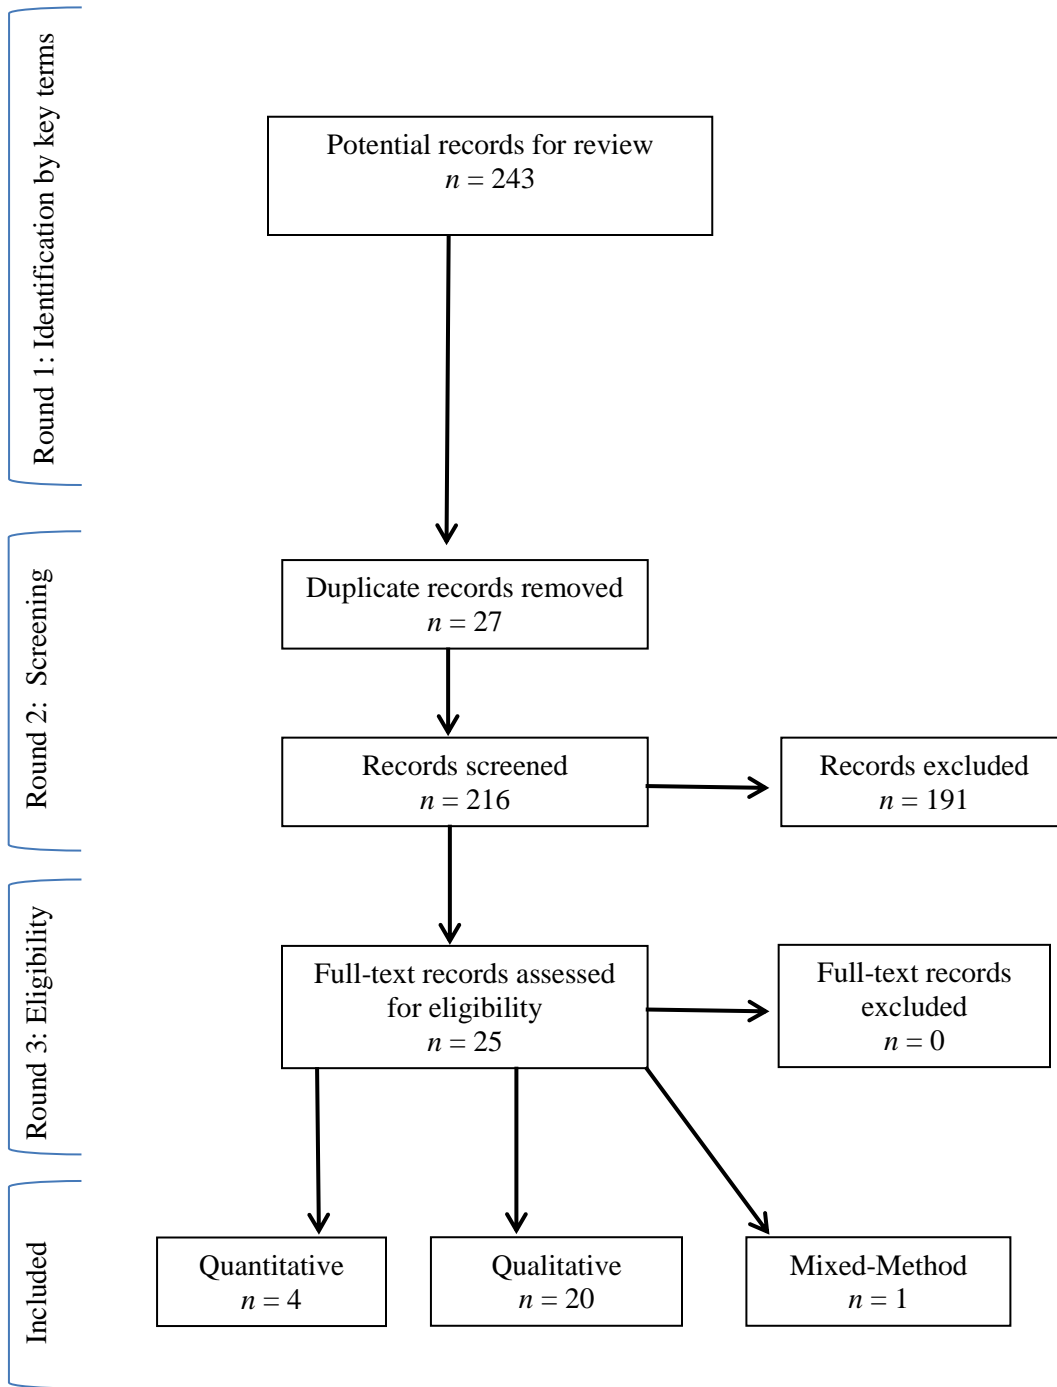 Round 1: Identification by key terms
Potential records for review
n = 243
Round 2:  Screening
Duplicate records removed
n = 27
Records screened
n = 216
Records excluded
n = 191
Round 3: Eligibility
Full-text records assessed
for eligibility
n = 25
Full-text records
excluded
n = 0
Included
Quantitative
n = 4
Qualitative
n = 20
Mixed-Method
n = 1